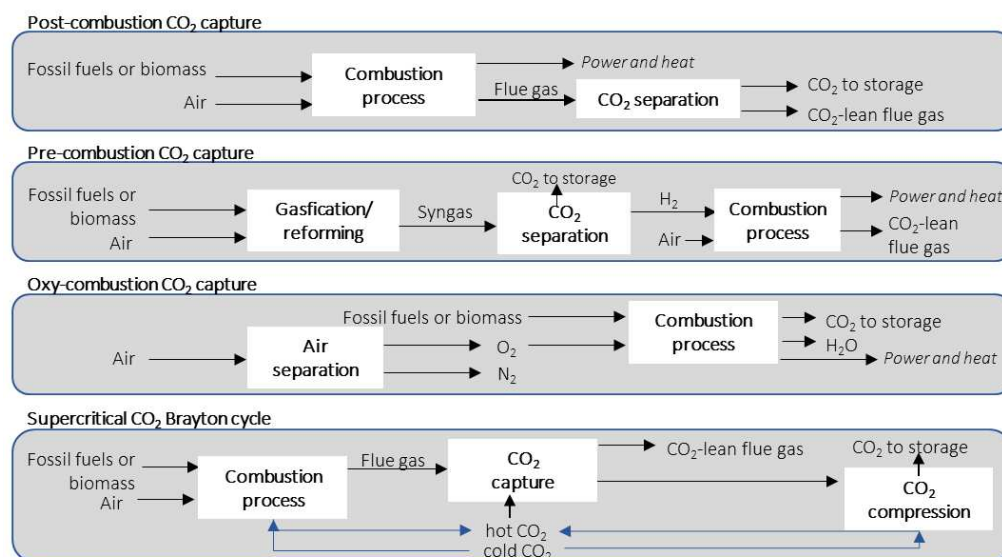 Post-combustion CO₂ capture
Fossil fuels or biomass
Air
Combustion
process
Power and heat
Flue gas
CO₂ separation
CO₂ to storage
CO₂-lean flue gas
Pre-combustion CO₂ capture
Fossil fuels or
biomass
Air
Gasfication/
reforming
Syngas
CO₂ to storage
CO₂
separation
H₂
Air
Combustion
process
Power and heat
CO₂-lean
flue gas
Oxy-combustion CO₂ capture
Air
Air
separation
Fossil fuels or biomass
O₂
N₂
Combustion
process
CO₂ to storage
H₂O
Power and heat
Supercritical CO₂ Brayton cycle
Fossil fuels or
biomass
Air
Combustion
process
Flue gas
CO₂
capture
CO₂-lean flue gas
CO₂ to storage
CO₂
compression
hot CO₂
cold CO₂